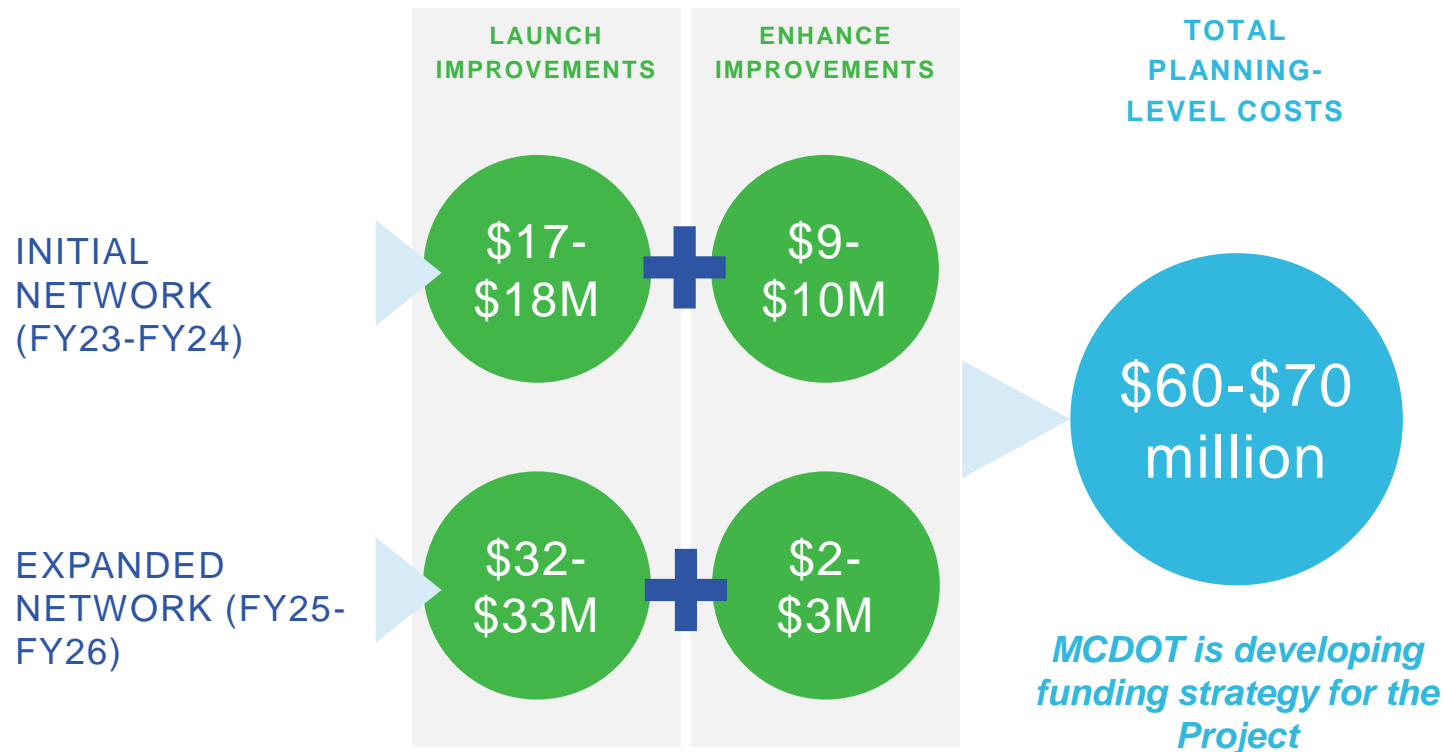 LAUNCH
IMPROVEMENTS
ENHANCE
IMPROVEMENTS
TOTAL
PLANNING-
LEVEL COSTS
INITIAL
NETWORK
(FY23-FY24)
$17-
$18M
$9-
$10M
$60-$70
million
EXPANDED
NETWORK (FY25-
FY26)
$32-
$33M
$2-
$3M
MCDOT is developing
funding strategy for the
Project